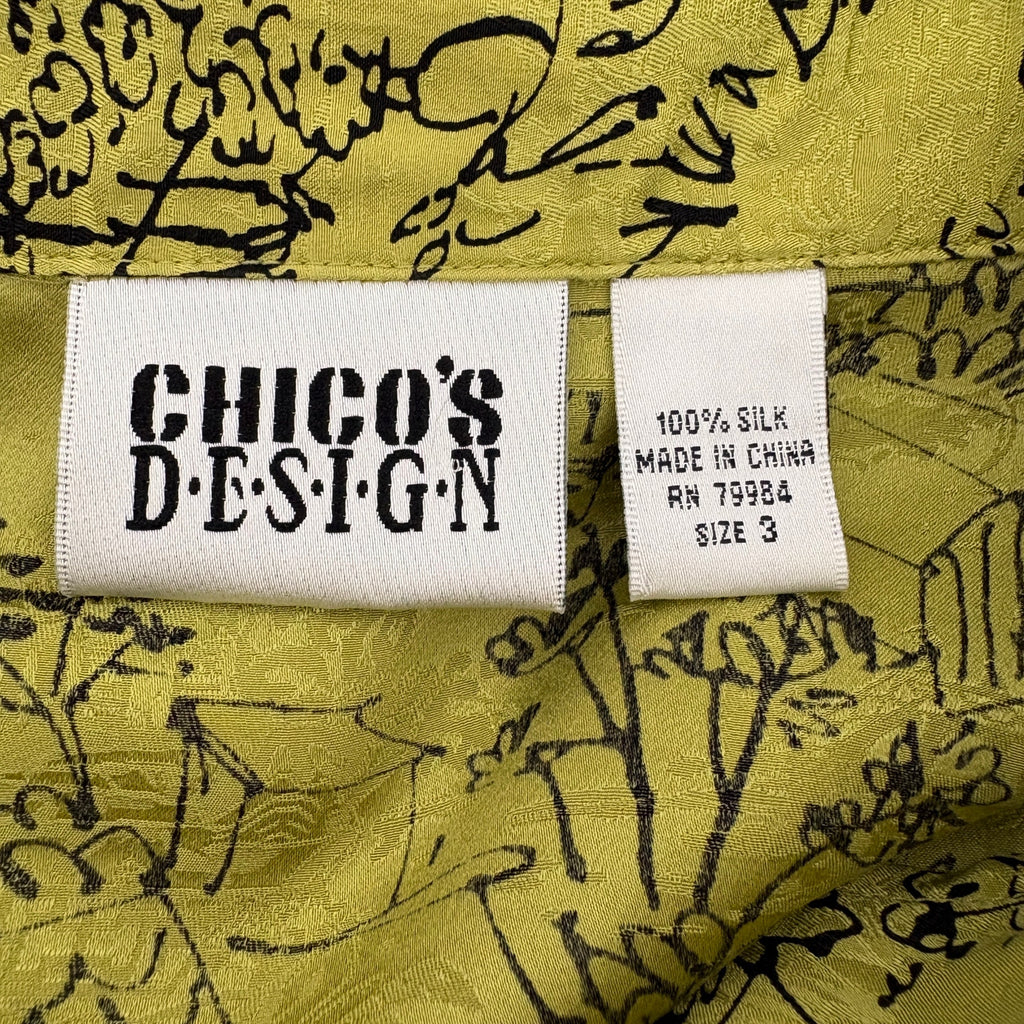 CHICO'S
D·E·S·I·G·N
100% SILK
MADE IN CHINA
RN 79984
SIZE 3